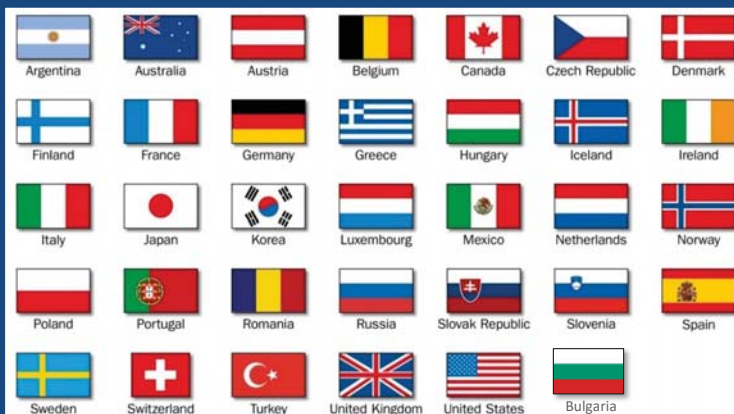 Argentina Australia Austria Belgium Canada Czech Republic Denmark
Finland France Germany Greece Hungary Iceland Ireland
Italy Japan Korea Luxembourg Mexico Netherlands Norway
Poland Portugal Romania Russia Slovak Republic Slovenia Spain
Sweden Switzerland Turkey United Kingdom United States Bulgaria